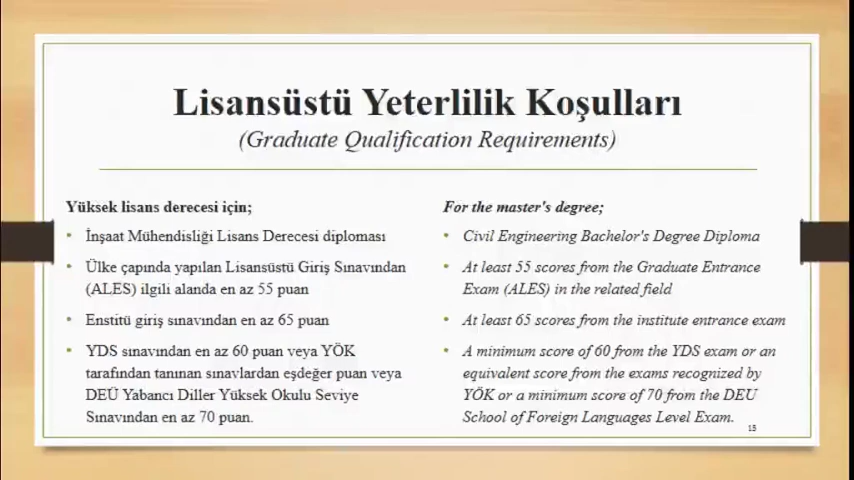 Lisansüstü Yeterlilik Koşulları
(Graduate Qualification Requirements)
Yüksek lisans derecesi için;
• İnşaat Mühendisliği Lisans Derecesi diploması
• Ülke çapında yapılan Lisansüstü Giriş Sınavından
(ALES) ilgili alanda en az 55 puan
• Enstitü giriş sınavından en az 65 puan
• YDS sınavından en az 60 puan veya YÖK
tarafından tanınan sınavlardan eşdeğer puan veya
DEÜ Yabancı Diller Yüksek Okulu Seviye
Sınavından en az 70 puan.
For the master's degree;
• Civil Engineering Bachelor's Degree Diploma
• At least 55 scores from the Graduate Entrance
Exam (ALES) in the related field
• At least 65 scores from the institute entrance exam
• A minimum score of 60 from the YDS exam or an
equivalent score from the exams recognized by
YÖK or a minimum score of 70 from the DEU
School of Foreign Languages Level Exam.
15